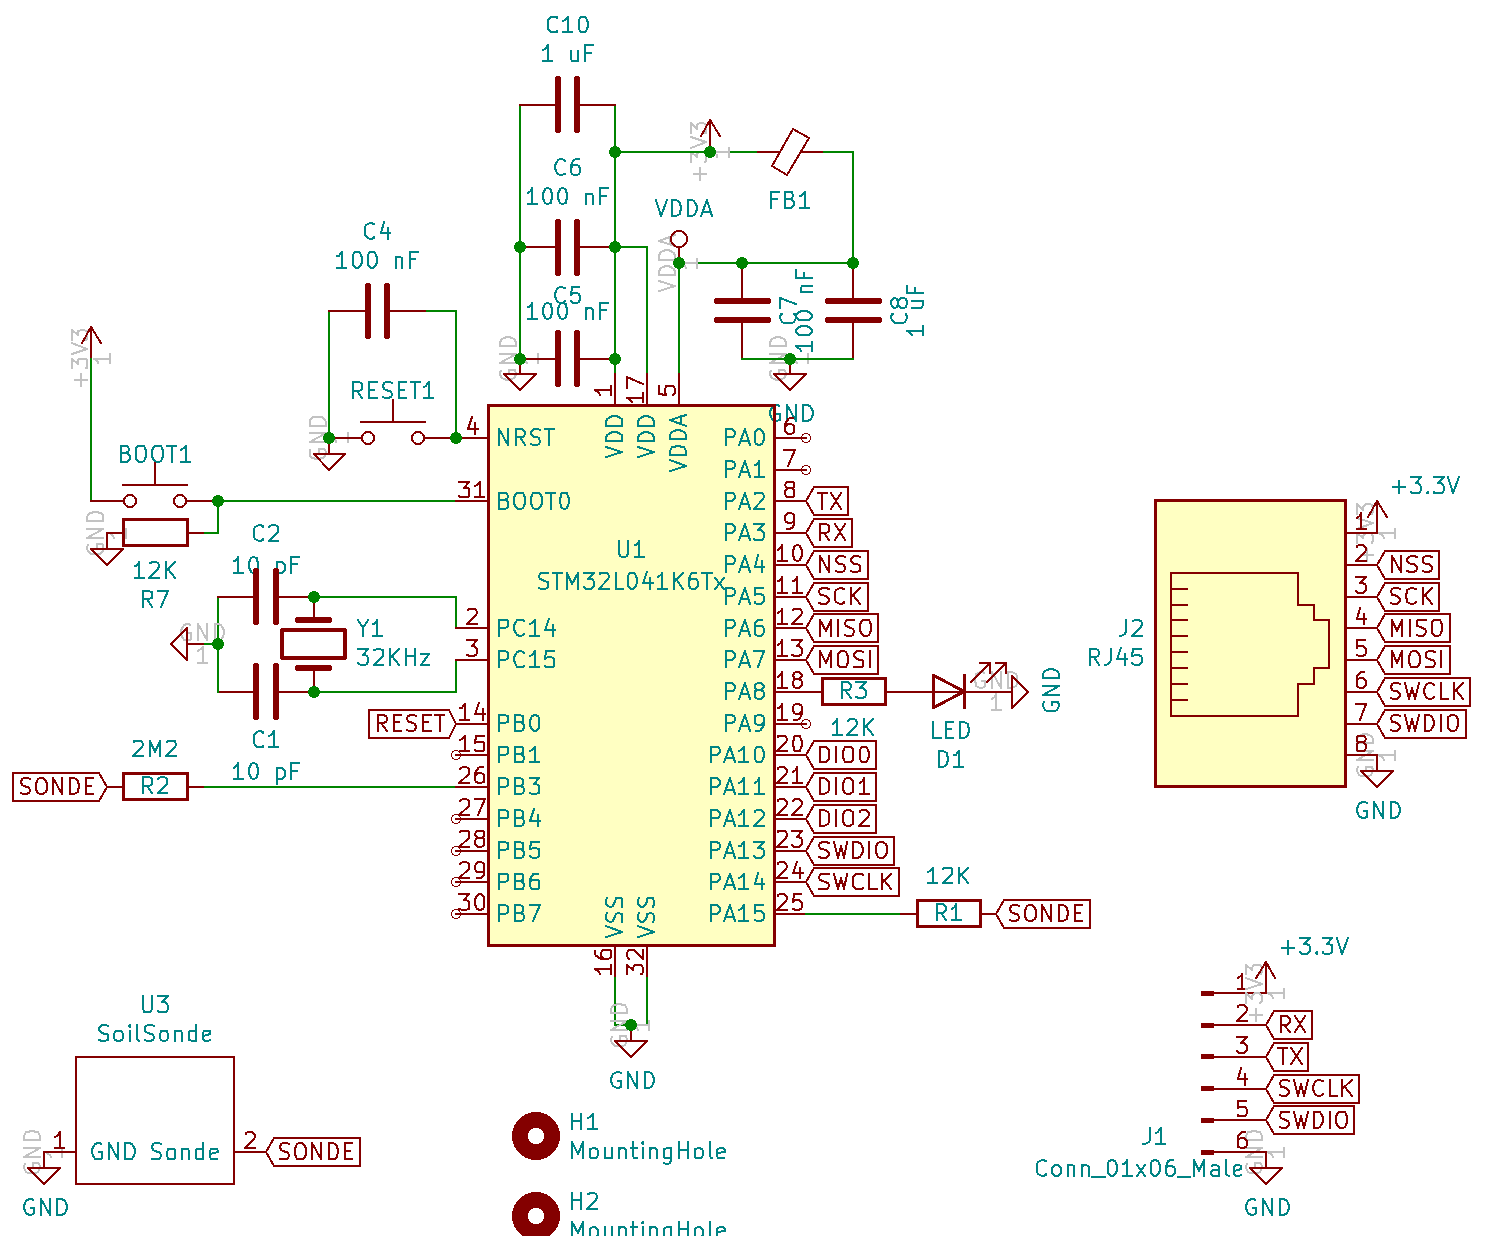 C10
1 uF
C6
100 nF
+3V3
1
FB1
VDDA
VDDA
1
C4
100 nF
C5
100 nF
C7
100 nF
C8
1 uF
GND
1
GND
1
GND
+3V3
1
RESET1
GND
1
BOOT1
GND
1
12K
R7
C2
10 pF
GND
1
Y1
32KHz
C1
10 pF
RESET
2M2
SONDE
R2
1
17
5
VDD
VDD
VDDA
4 NRST
31 BOOT0
2 PC14
3 PC15
14 PB0
15 PB1
26 PB3
27 PB4
28 PB5
29 PB6
30 PB7
U1
STM32L041K6Tx
PA0 6
PA1 7
PA2 8 TX
PA3 9 RX
PA4 10 NSS
PA5 11 SCK
PA6 12 MISO
PA7 13 MOSI
PA8 18 R3
12K
GND
1
GND
LED
D1
PA9 19
PA10 20 DIO0
PA11 21 DIO1
PA12 22 DIO2
PA13 23 SWDIO
PA14 24 SWCLK
PA15 25 R1 SONDE
12K
VSS
VSS
16
32
GND
1
GND
+3.3V
+3V3
1
J2
RJ45
1
2 NSS
3 SCK
4 MISO
5 MOSI
6 SWCLK
7 SWDIO
8
GND
1
GND
U3
SoilSonde
GND
1
1 GND Sonde 2 SONDE
GND
H1
MountingHole
H2
MountingHole
+3.3V
+3V3
1
1
2 RX
3 TX
4 SWCLK
5 SWDIO
6
J1
Conn_01x06_Male
GND
1
GND